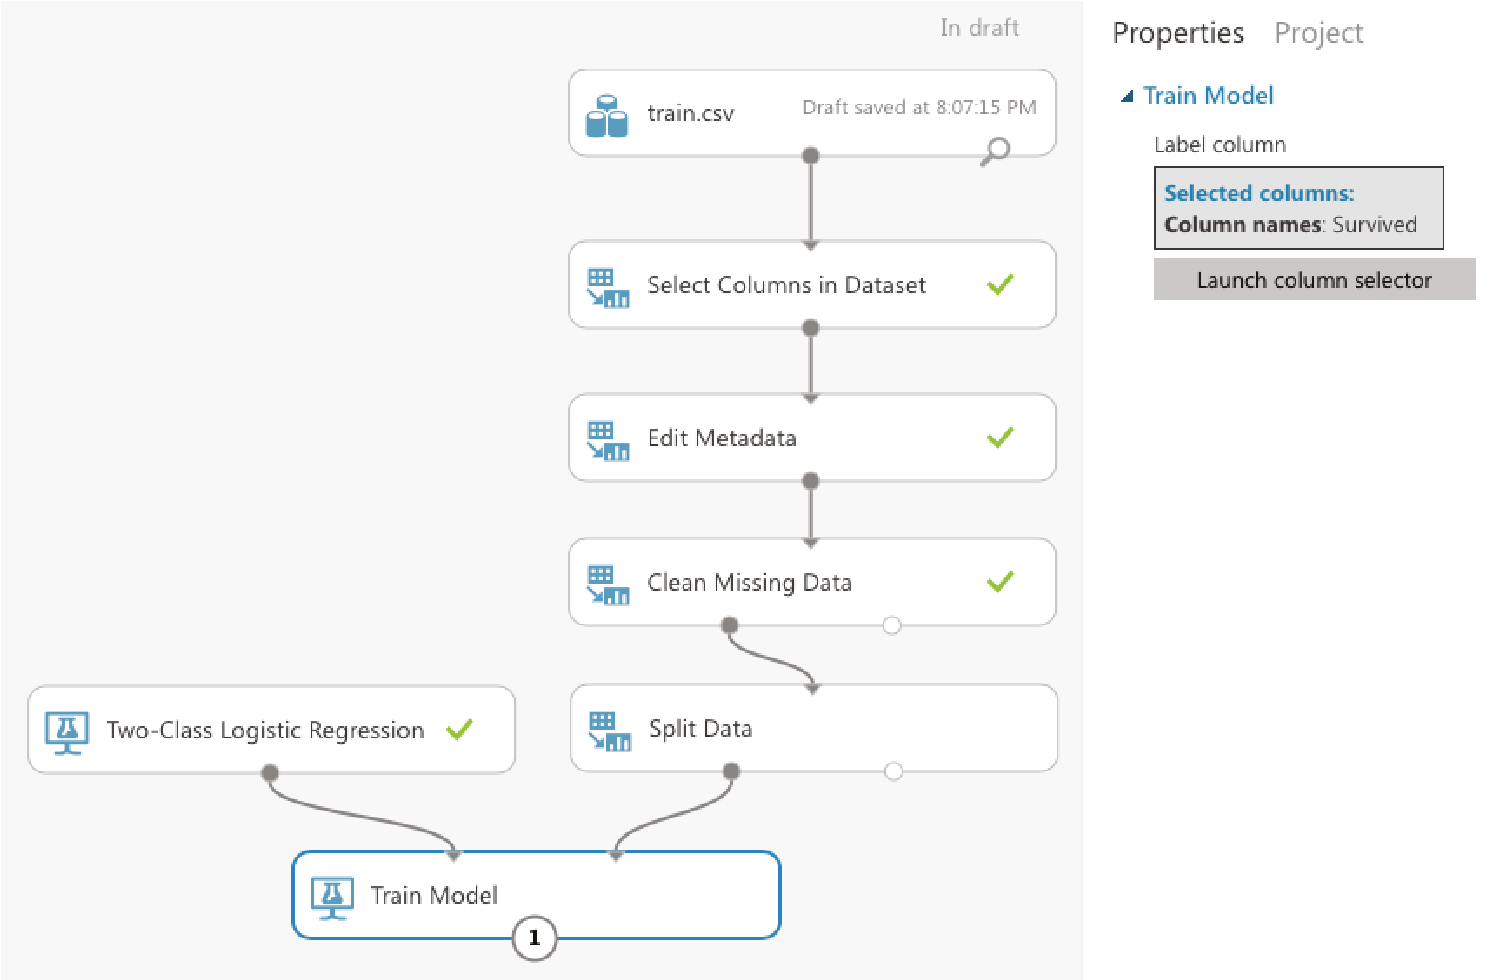 In draft
train.csv
Draft saved at 8:07:15 PM
Select Columns in Dataset
Edit Metadata
Clean Missing Data
Two-Class Logistic Regression
Split Data
Train Model
1
Properties
Project
Train Model
Label column
Selected columns:
Column names: Survived
Launch column selector